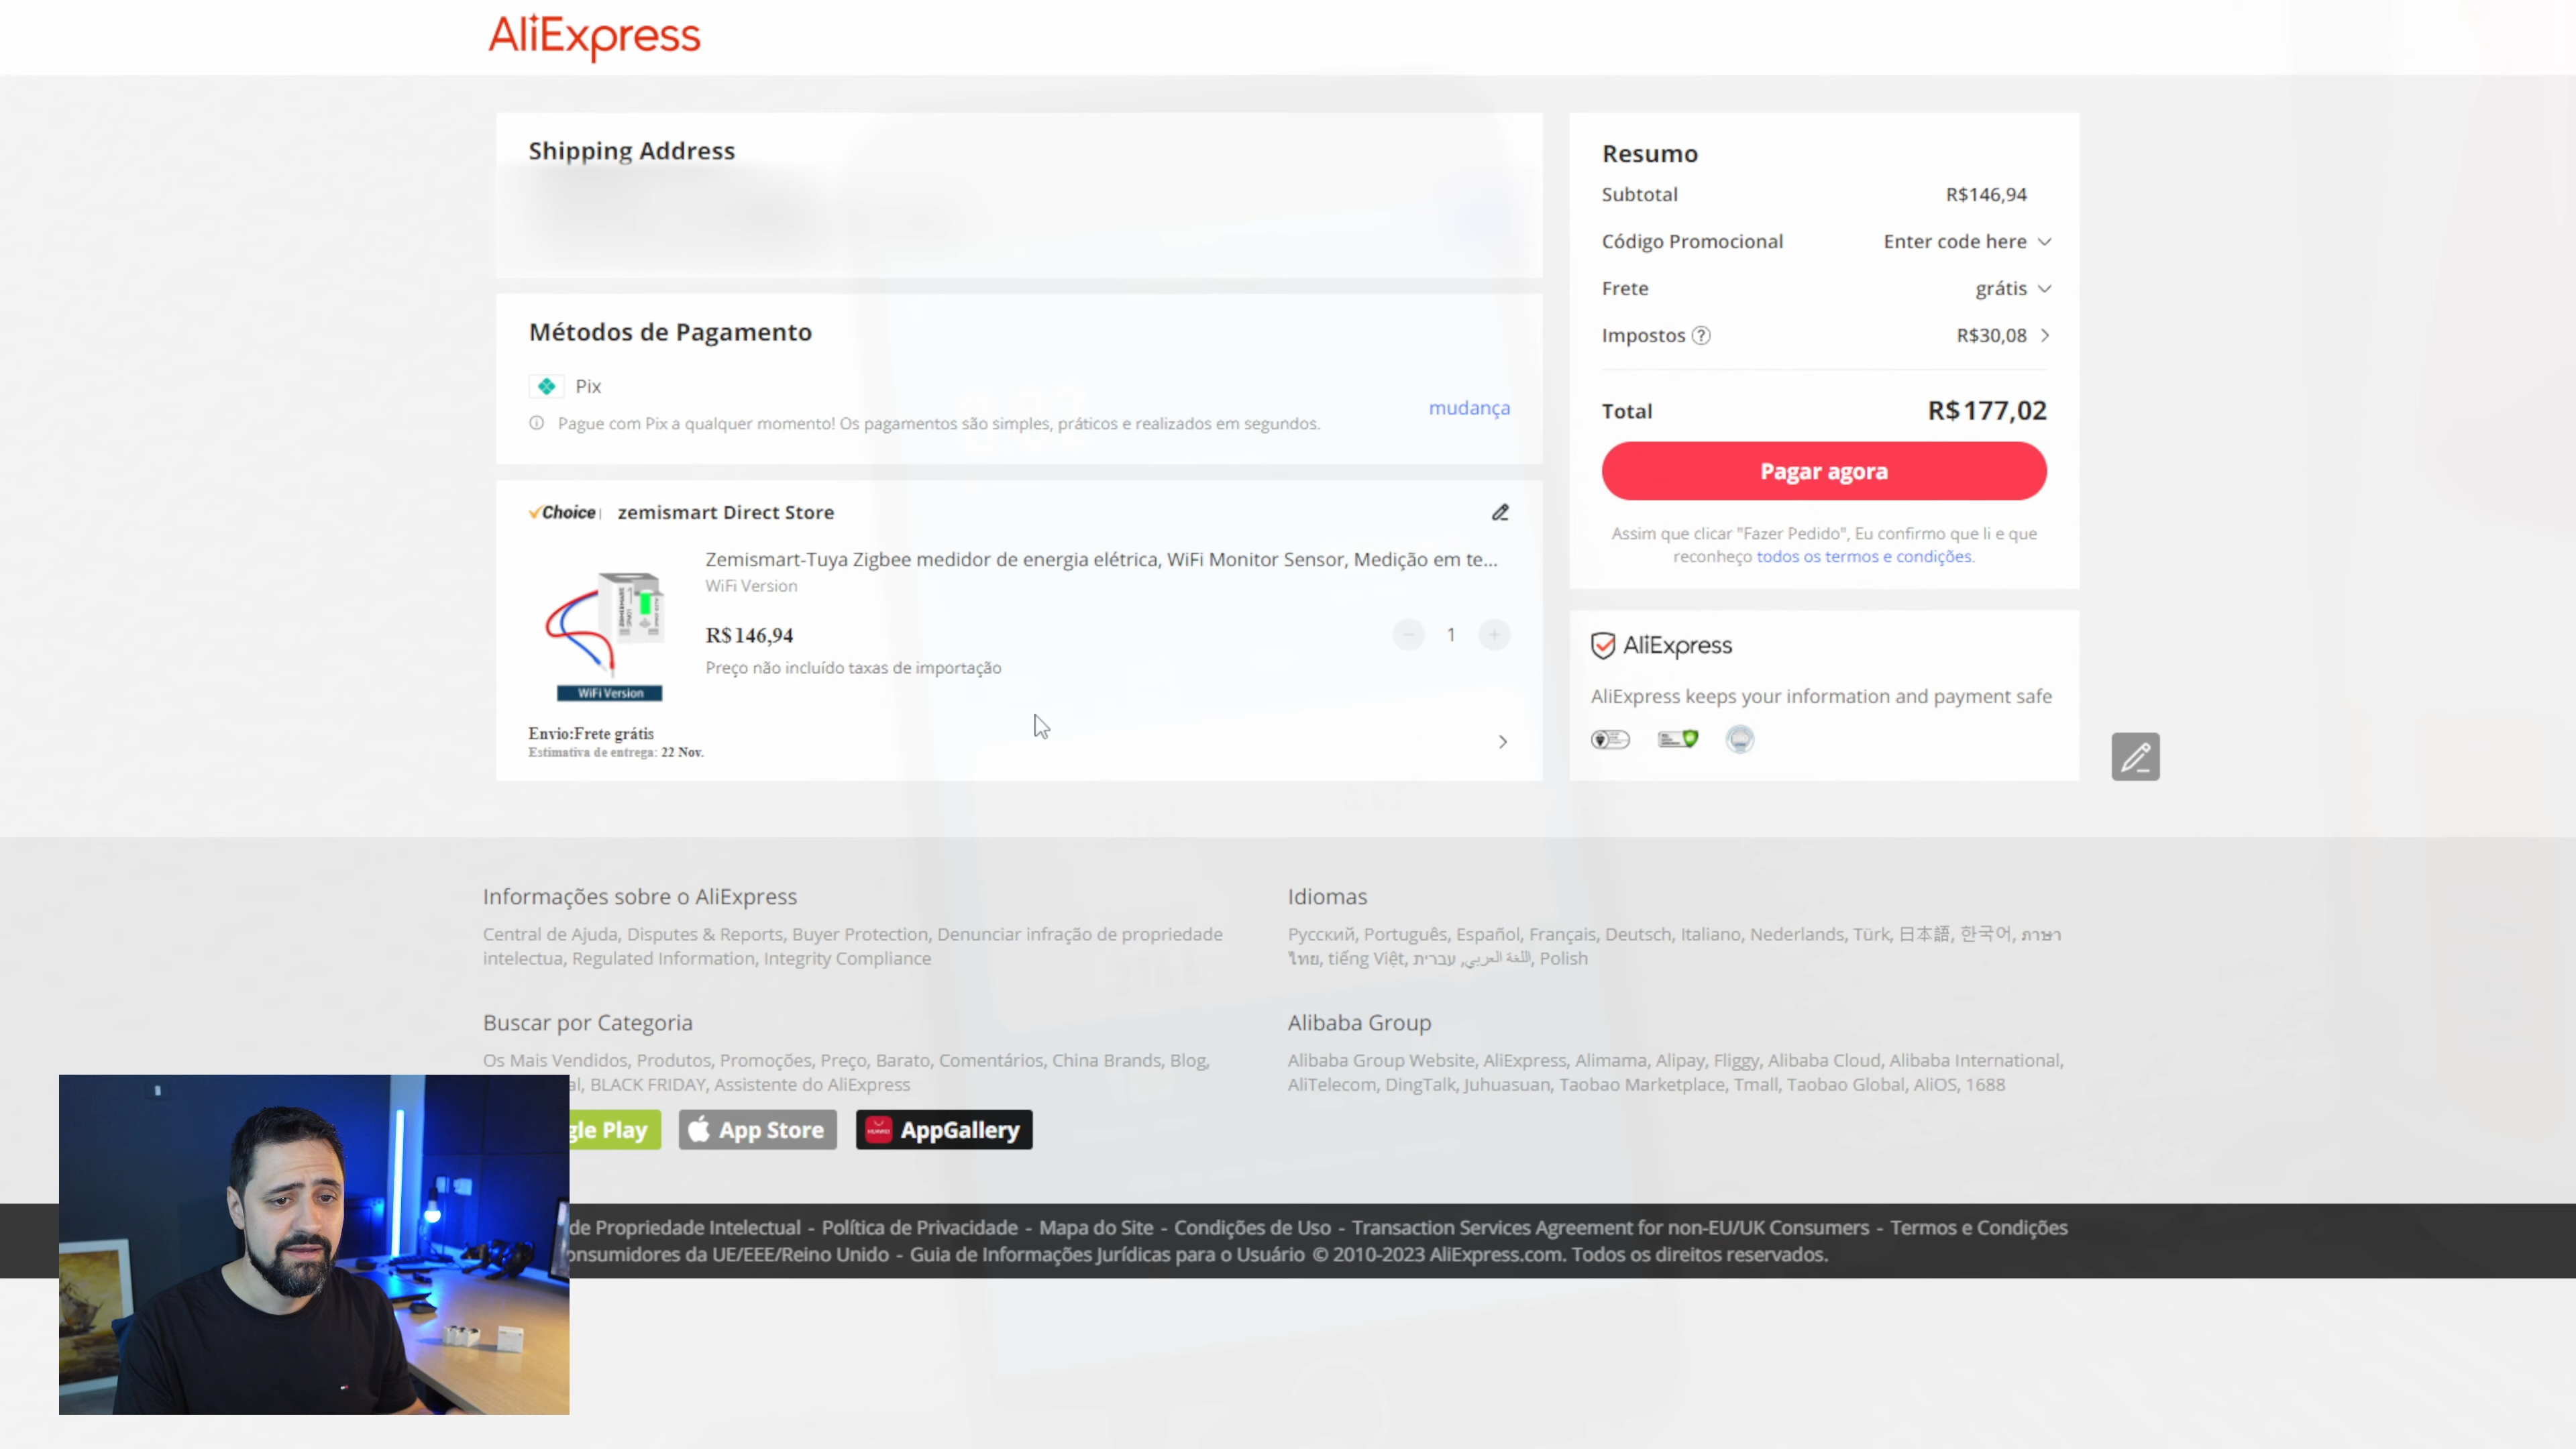 AliExpress
Shipping Address
Métodos de Pagamento
Pix
Pague com Pix a qualquer momento! Os pagamentos são simples, práticos e realizados em segundos.
mudança
Choice
zemismart Direct Store
Zemismart-Tuya Zigbee medidor de energia elétrica, WiFi Monitor Sensor, Medição em te...
WiFi Version
R$146,94
1
Preço não incluído taxas de importação
WiFi Version
Envio:Frete grátis
Estimativa de entrega: 22 Nov.
Resumo
Subtotal R$146,94
Código Promocional Enter code here
Frete grátis
Impostos R$30,08
Total R$177,02
Pagar agora
Assim que clicar "Fazer Pedido", Eu confirmo que li e que
reconheço todos os termos e condições.
AliExpress
AliExpress keeps your information and payment safe
Informações sobre o AliExpress
Central de Ajuda, Disputes & Reports, Buyer Protection, Denunciar infração de propriedade
intelectua, Regulated Information, Integrity Compliance
Idiomas
Русский, Português, Español, Français, Deutsch, Italiano, Nederlands, Türk, 日本語, 한국어, ภาษา
ไทย, tiếng Việt, اللغة العربي, עברית, Polish
Buscar por Categoria
Os Mais Vendidos, Produtos, Promoções, Preço, Barato, Comentários, China Brands, Blog,
al, BLACK FRIDAY, Assistente do AliExpress
Alibaba Group
Alibaba Group Website, AliExpress, Alimama, Alipay, Fliggy, Alibaba Cloud, Alibaba International,
AliTelecom, DingTalk, Juhuasuan, Taobao Marketplace, Tmall, Taobao Global, AliOS, 1688
gle Play
App Store
AppGallery
de Propriedade Intelectual - Política de Privacidade - Mapa do Site - Condições de Uso - Transaction Services Agreement for non-EU/UK Consumers - Termos e Condições
onsumidores da UE/EEE/Reino Unido - Guia de Informações Jurídicas para o Usuário © 2010-2023 AliExpress.com. Todos os direitos reservados.